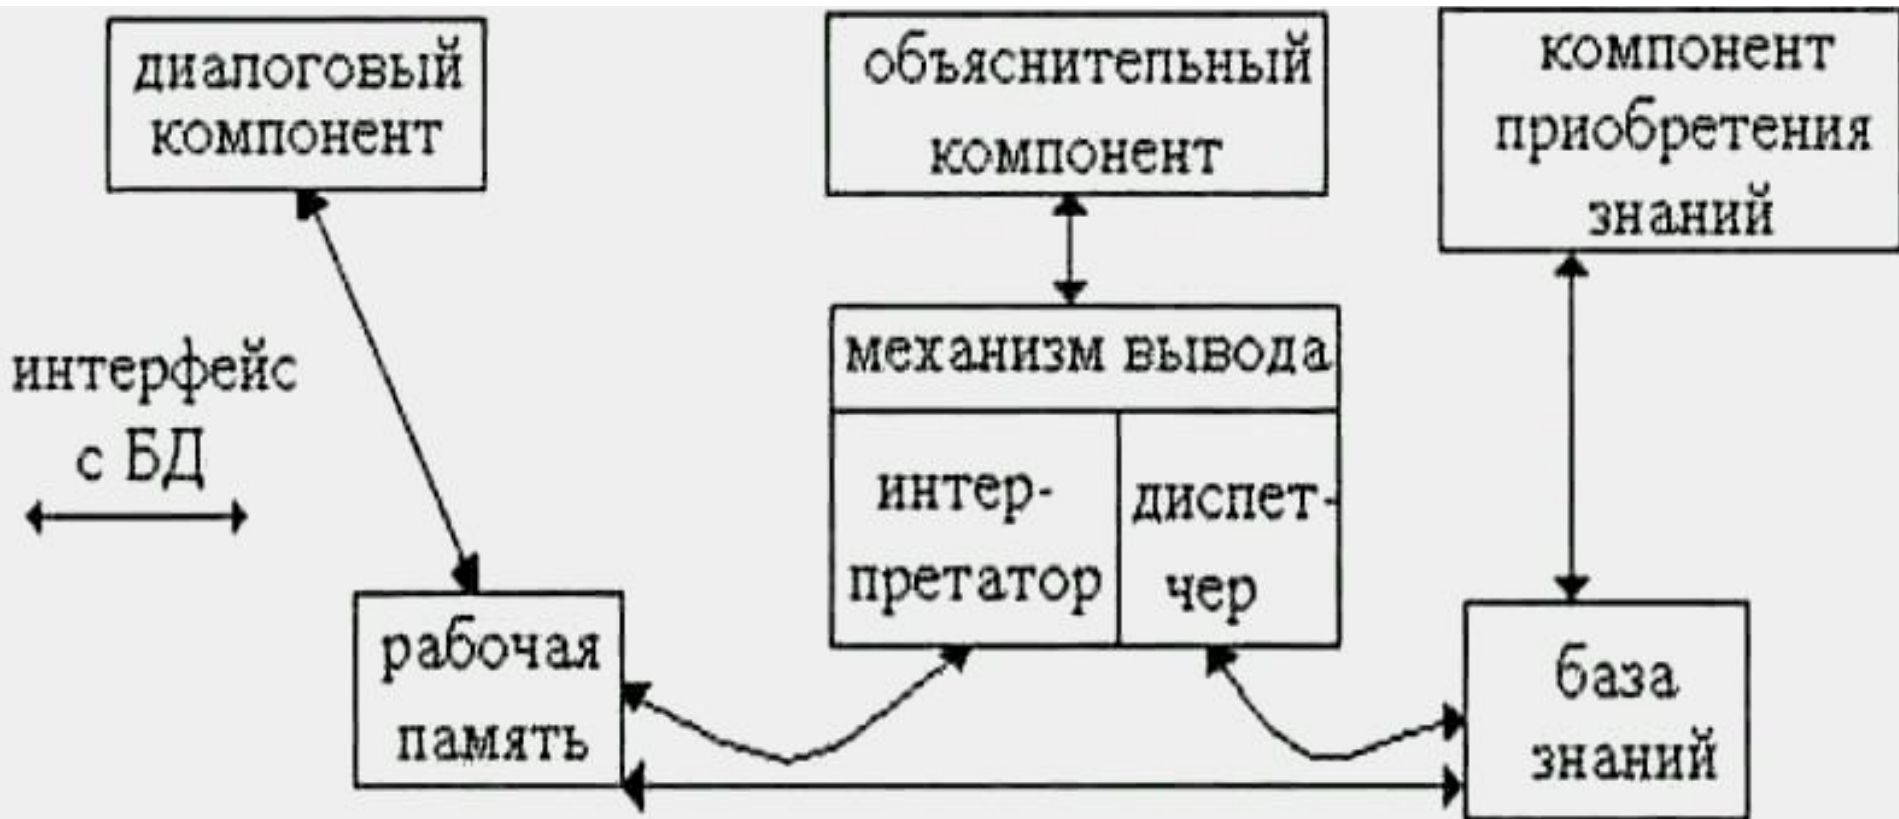 диалоговый
компонент
объяснительный
компонент
компонент
приобретения
знаний
интерфейс
с БД
механизм вывода
интер-
претатор
диспет-
чер
рабочая
память
база
знаний